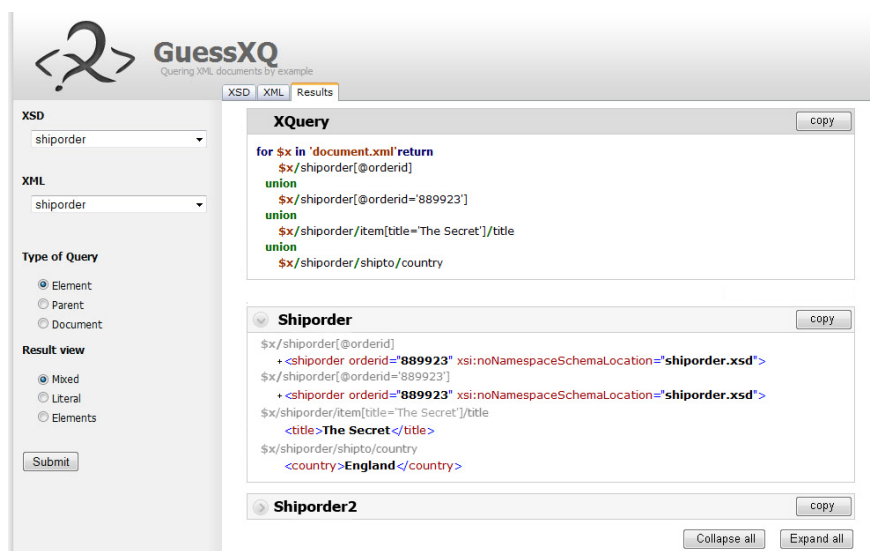 <?>
GuessXQ
Quering XML documents by example
XSD XML Results
XSD
shiporder
XML
shiporder
Type of Query
Element
Parent
Document
Result view
Mixed
Literal
Elements
Submit
XQuery copy
for $x in 'document.xml'return
$x/shiporder[@orderid]
union
$x/shiporder[@orderid='889923']
union
$x/shiporder/item[title='The Secret']/title
union
$x/shiporder/shipto/country
Shiporder copy
$x/shiporder[@orderid]
+<shiporder orderid="889923" xsi:noNamespaceSchemaLocation="shiporder.xsd">
$x/shiporder[@orderid='889923']
+<shiporder orderid="889923" xsi:noNamespaceSchemaLocation="shiporder.xsd">
$x/shiporder/item[title='The Secret']/title
<title>The Secret</title>
$x/shiporder/shipto/country
<country>England</country>
Shiporder2 copy
Collapse all Expand all